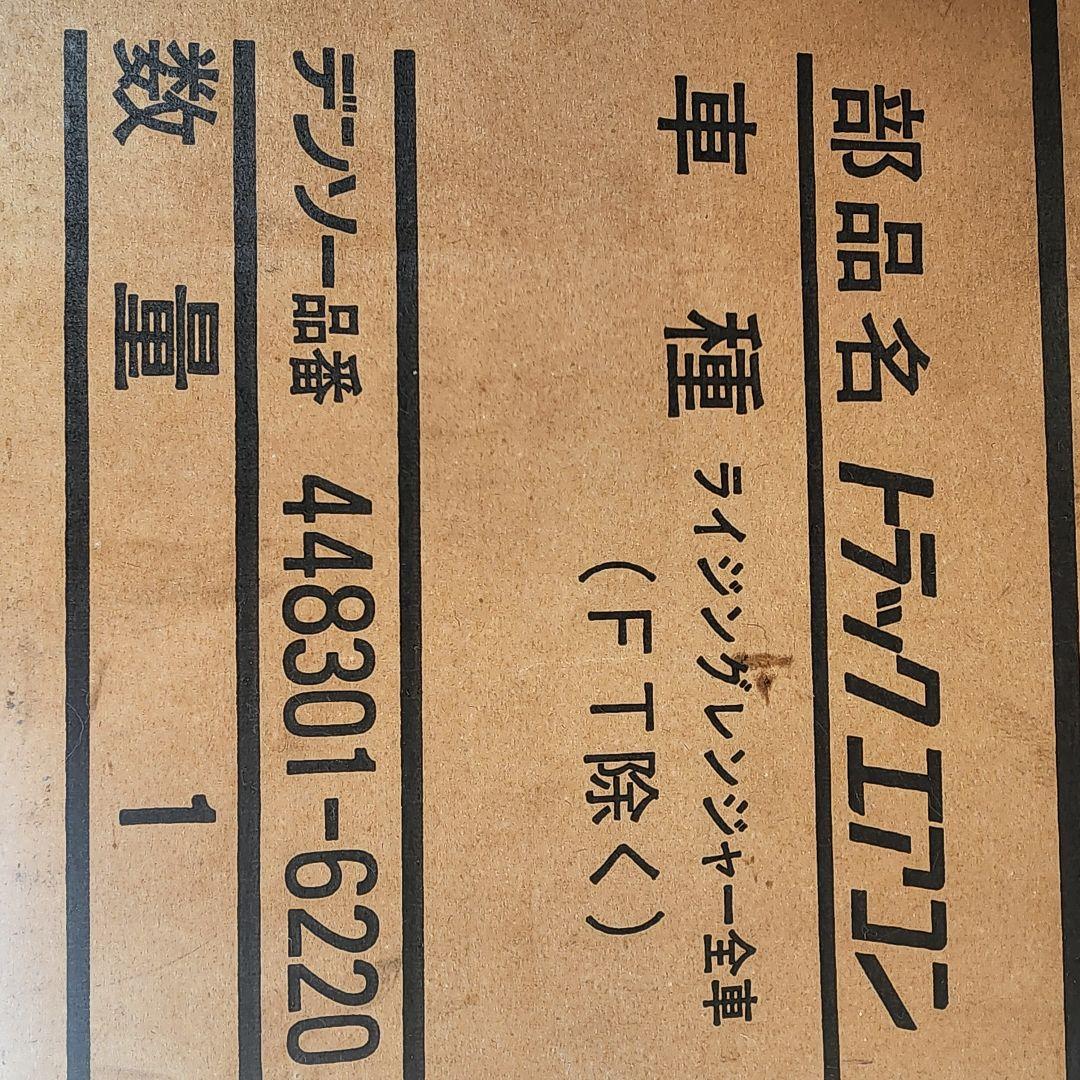 部品名 トラックエアコン
車種 ライジングレンジャー全車
(FT除く)
デンソー品番 448301-6220
数量 1